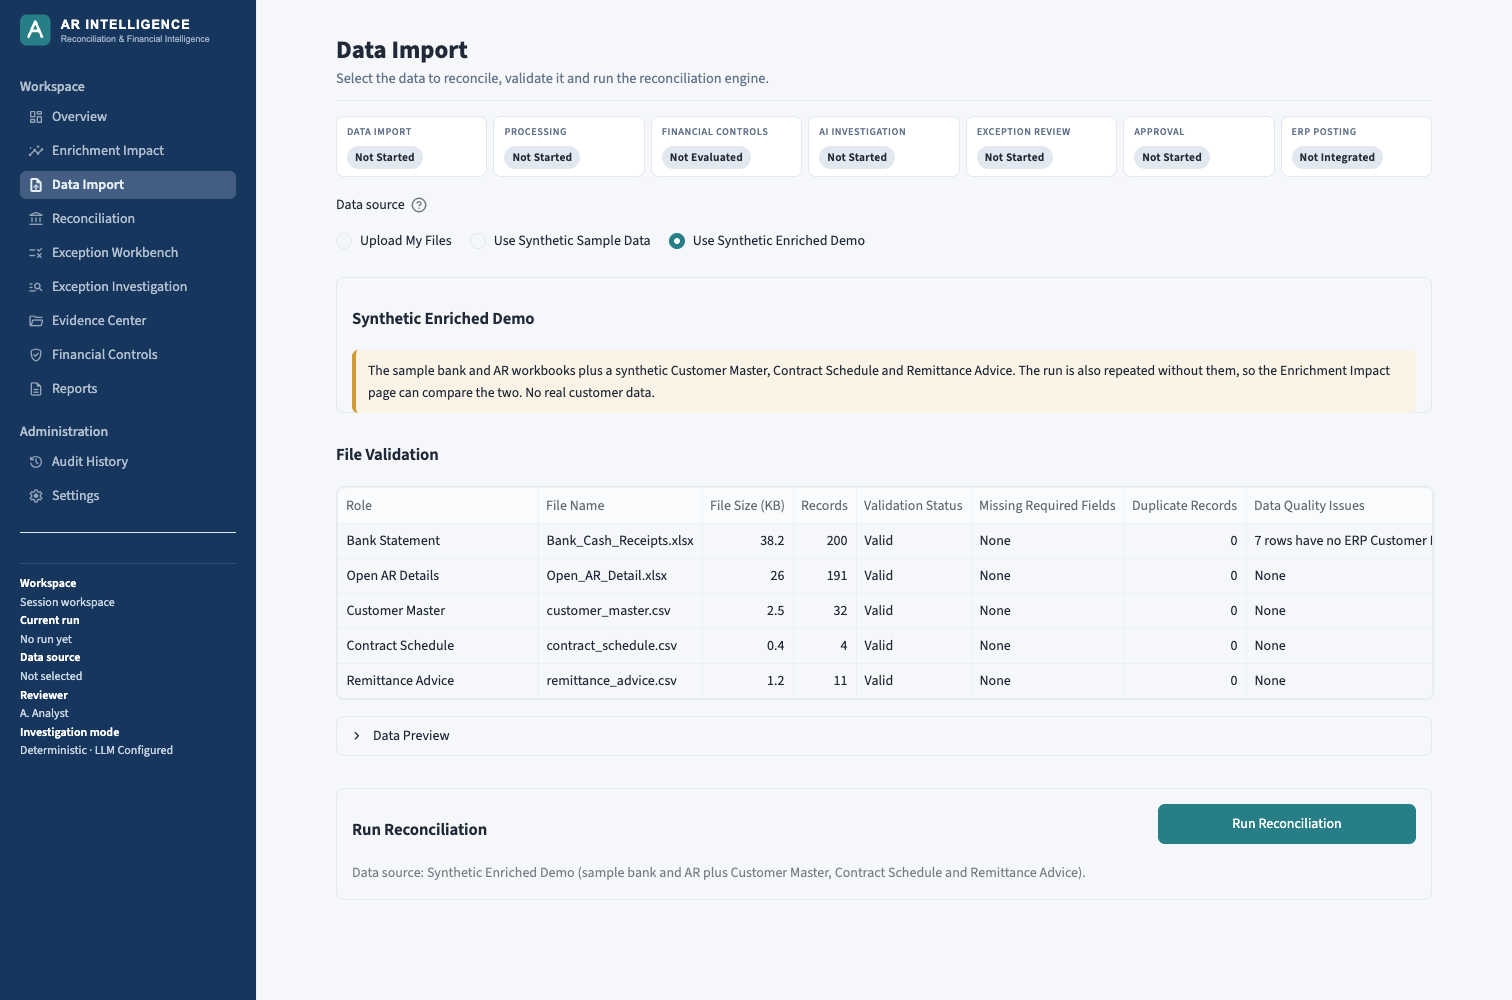 AR INTELLIGENCE
Reconciliation & Financial Intelligence
Workspace
Overview
Enrichment Impact
Data Import
Reconciliation
Exception Workbench
Exception Investigation
Evidence Center
Financial Controls
Reports
Administration
Audit History
Settings
Workspace
Session workspace
Current run
No run yet
Data source
Not selected
Reviewer
A. Analyst
Investigation mode
Deterministic · LLM Configured
Data Import
Select the data to reconcile, validate it and run the reconciliation engine.
DATA IMPORT
Not Started
PROCESSING
Not Started
FINANCIAL CONTROLS
Not Evaluated
AI INVESTIGATION
Not Started
EXCEPTION REVIEW
Not Started
APPROVAL
Not Started
ERP POSTING
Not Integrated
Data source
Upload My Files Use Synthetic Sample Data Use Synthetic Enriched Demo
Synthetic Enriched Demo
The sample bank and AR workbooks plus a synthetic Customer Master, Contract Schedule and Remittance Advice. The run is also repeated without them, so the Enrichment Impact
page can compare the two. No real customer data.
File Validation
Role File Name File Size (KB) Records Validation Status Missing Required Fields Duplicate Records Data Quality Issues
Bank Statement Bank_Cash_Receipts.xlsx 38.2 200 Valid None 0 7 rows have no ERP Customer
Open AR Details Open_AR_Detail.xlsx 26 191 Valid None 0 None
Customer Master customer_master.csv 2.5 32 Valid None 0 None
Contract Schedule contract_schedule.csv 0.4 4 Valid None 0 None
Remittance Advice remittance_advice.csv 1.2 11 Valid None 0 None
Data Preview
Run Reconciliation
Run Reconciliation
Data source: Synthetic Enriched Demo (sample bank and AR plus Customer Master, Contract Schedule and Remittance Advice).